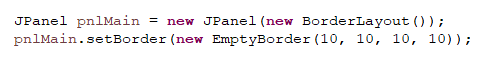 JPanel pnlMain = new JPanel(new BorderLayout());
pnlMain.setBorder(new EmptyBorder(10, 10, 10, 10));